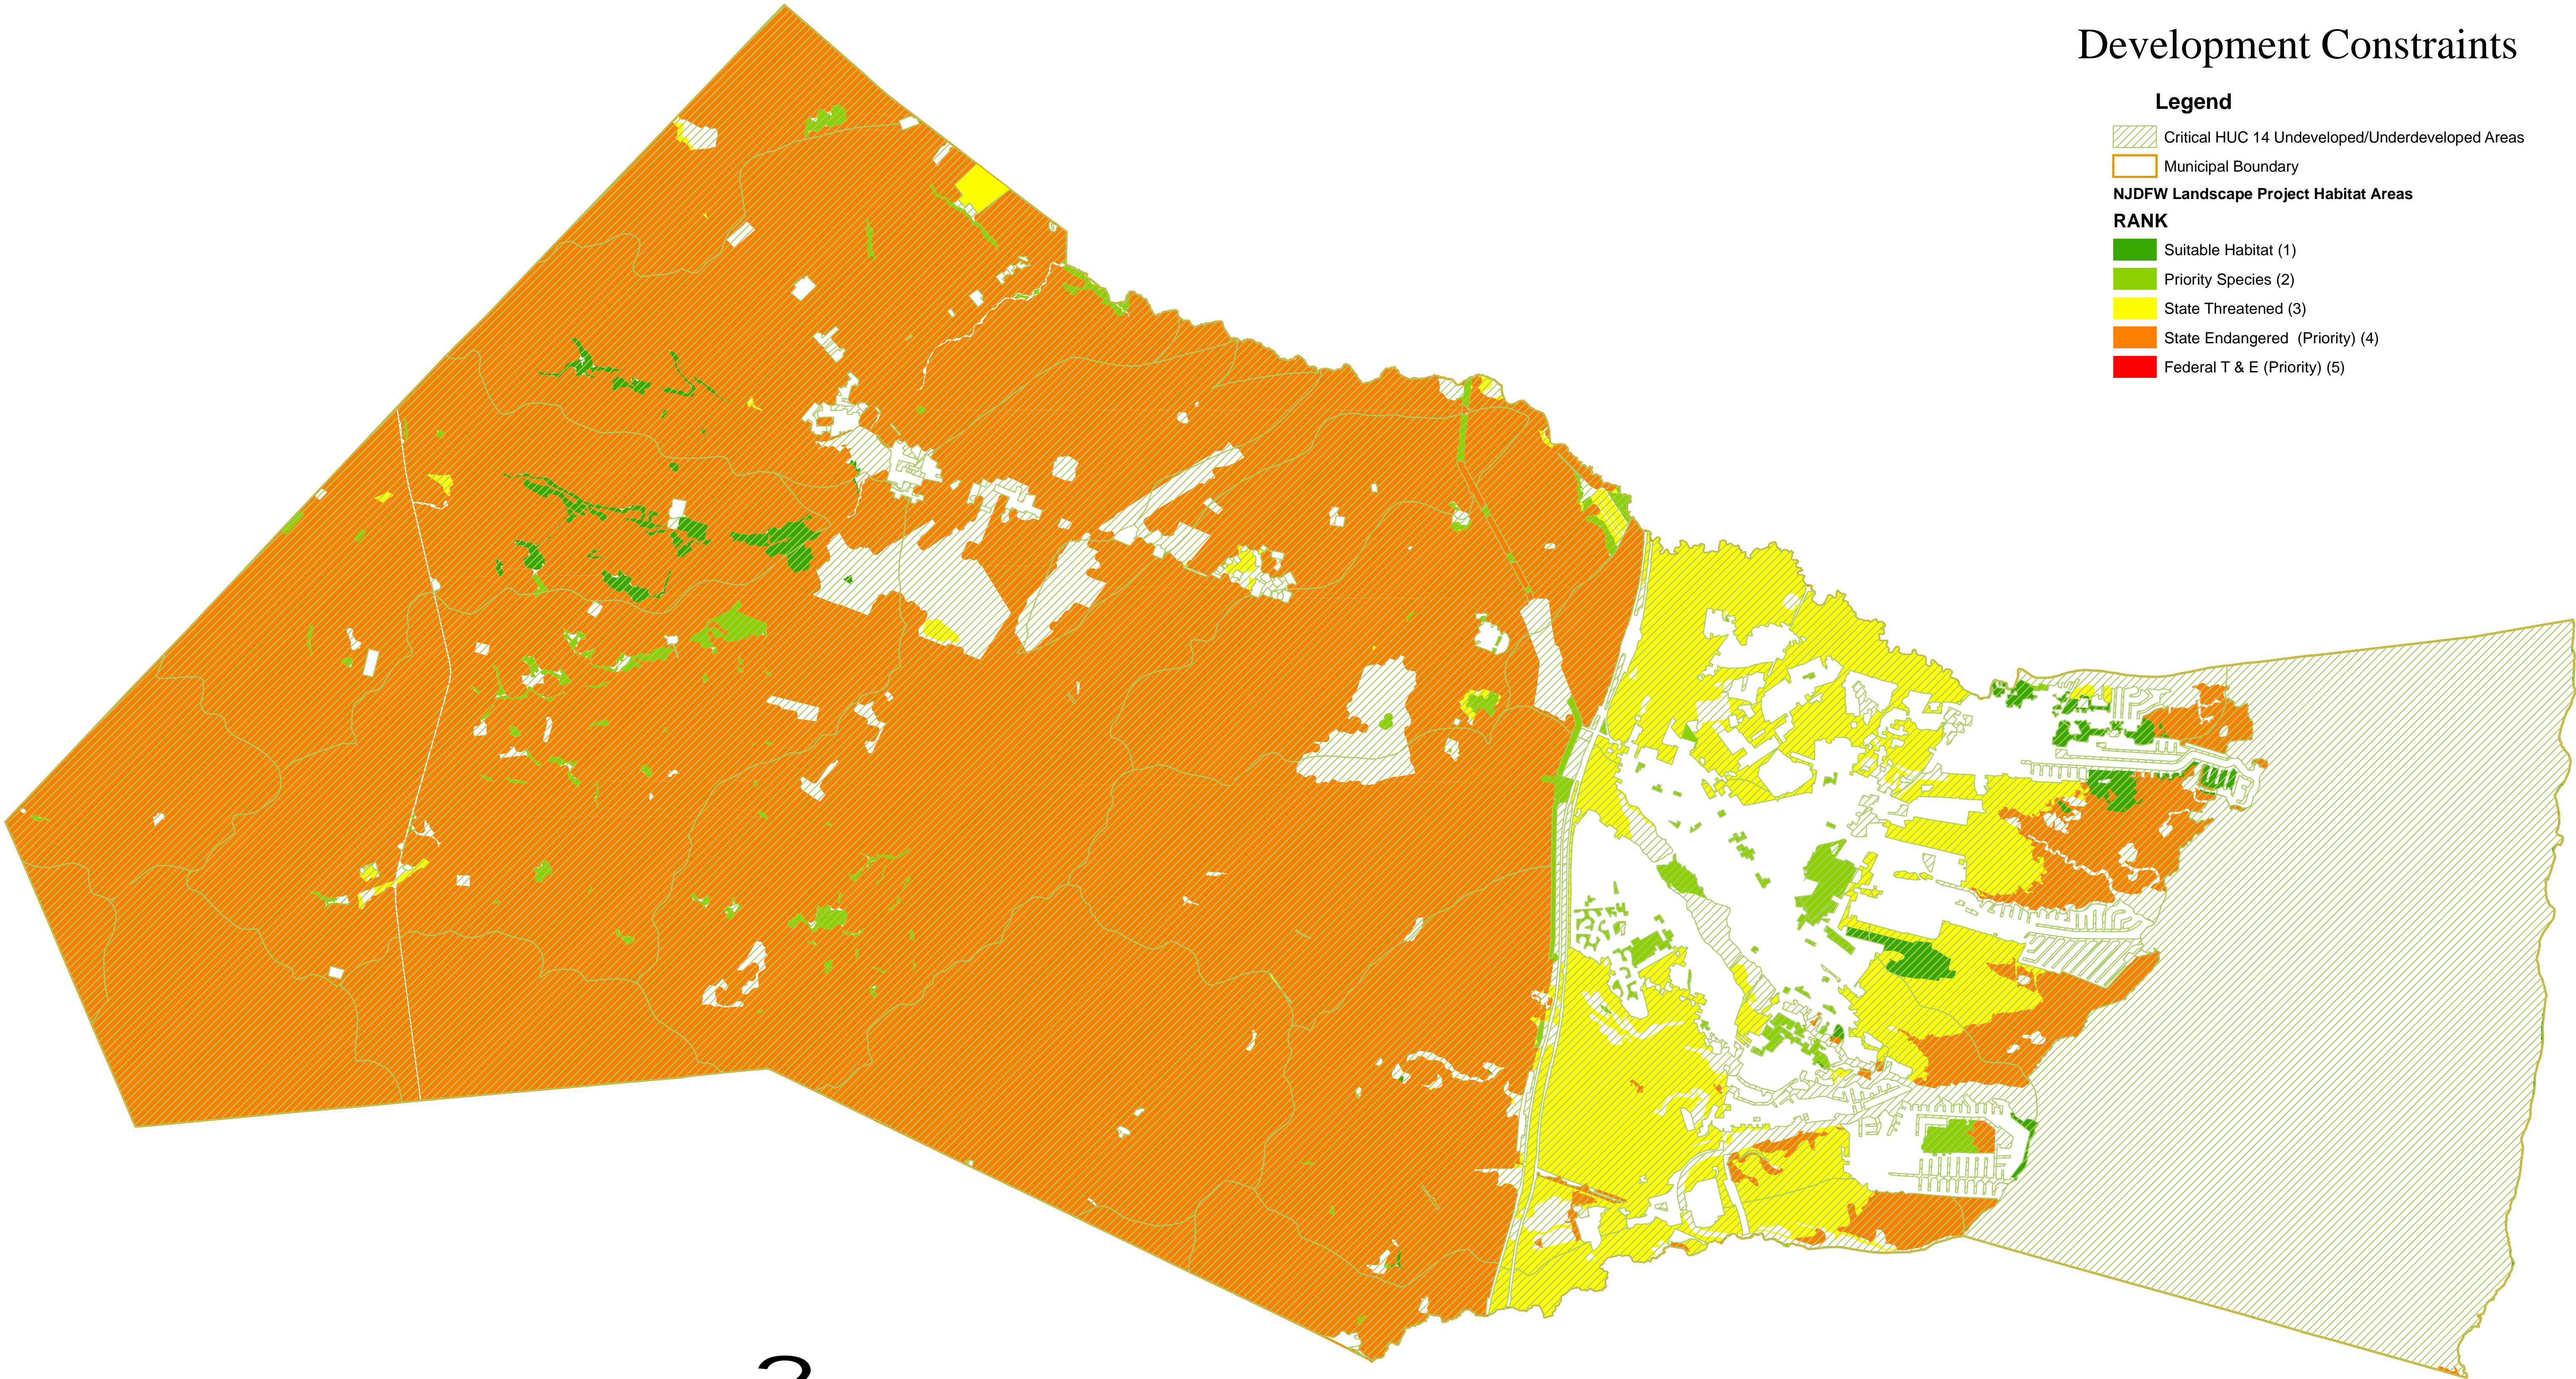 Development Constraints
Legend
Critical HUC 14 Undeveloped/Underdeveloped Areas
Municipal Boundary
NJDFW Landscape Project Habitat Areas
RANK
Suitable Habitat (1)
Priority Species (2)
State Threatened (3)
State Endangered  (Priority) (4)
Federal T & E (Priority) (5)